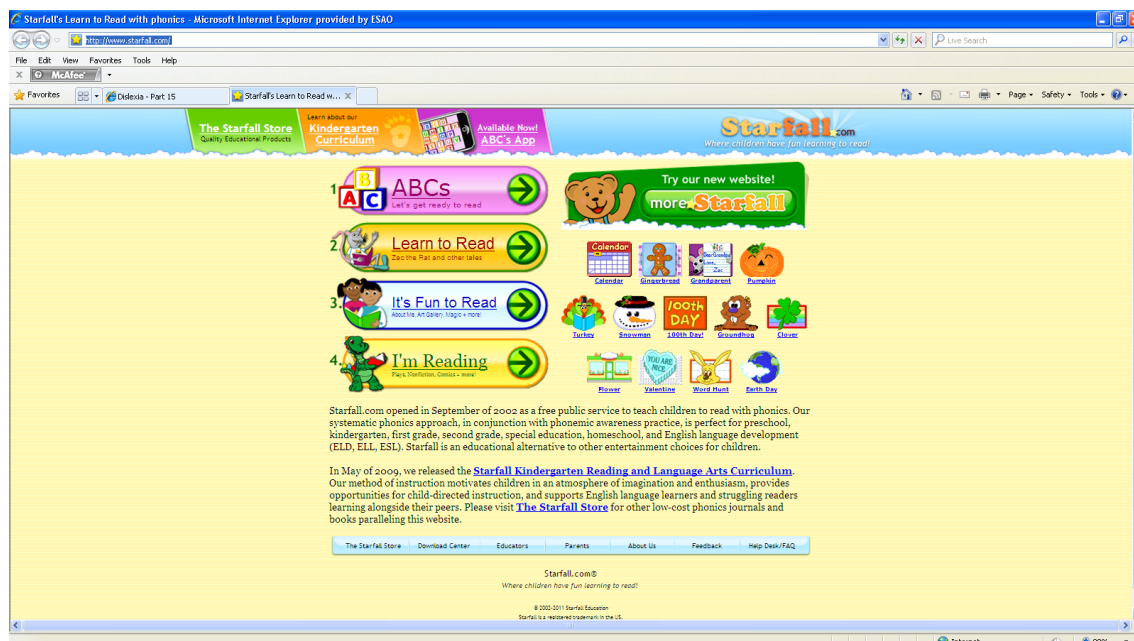 Starfall's Learn to Read with phonics - Microsoft Internet Explorer provided by ESAO
http://www.starfall.com/
Live Search
File Edit View Favorites Tools Help
X McAfee
Favorites
Dislexia - Part 15
Starfall's Learn to Read w... X
Page Safety Tools
The Starfall Store
Quality Educational Products
Learn about our
Kindergarten
Curriculum
Available Now!
ABC's App
Starfall.com
Where children have fun learning to read!
1.
ABC
ABCs
Let's get ready to read
Try our new website!
more Starfall
2.
Learn to Read
Zac the Rat and other tales
Calendar
Calendar Gingerbread Grandparent Pumpkin
3.
It's Fun to Read
About Me, Art Gallery, Magic + more!
100th
DAY
Turkey Snowman 100th Day! Groundhog Clover
4.
I'm Reading
Plays, Nonfiction, Comics + more!
YOU ARE
NICE
Flower Valentine Word Hunt Earth Day
Starfall.com opened in September of 2002 as a free public service to teach children to read with phonics. Our
systematic phonics approach, in conjunction with phonemic awareness practice, is perfect for preschool,
kindergarten, first grade, second grade, special education, homeschool, and English language development
(ELD, ELL, ESL). Starfall is an educational alternative to other entertainment choices for children.
In May of 2009, we released the Starfall Kindergarten Reading and Language Arts Curriculum.
Our method of instruction motivates children in an atmosphere of imagination and enthusiasm, provides
opportunities for child-directed instruction, and supports English language learners and struggling readers
learning alongside their peers. Please visit The Starfall Store for other low-cost phonics journals and
books paralleling this website.
The Starfall Store Download Center Educators Parents About Us Feedback Help Desk/FAQ
Starfall.com®
Where children have fun learning to read!
© 2002-2011 Starfall Education
Starfall is a registered trademark in the US.